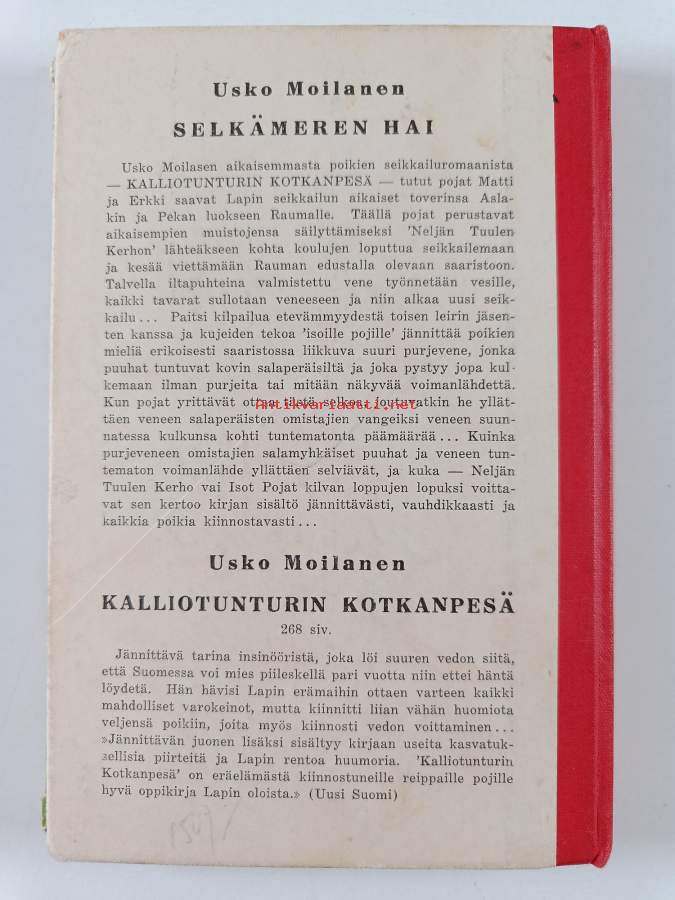 Usko Moilanen
SELKÄMEREN HAI
Usko Moilasen aikaisemmasta poikien seikkailuromaanista
— KALLIOTUNTURIN KOTKANPESÄ — tutut pojat Matti
ja Erkki saavat Lapin seikkailun aikaiset toverinsa Asla-
kin ja Pekan luokseen Raumalle. Täällä pojat perustavat
aikaisempien muistojensa säilyttämiseksi 'Neljän Tuulen
Kerhon' lähteäkseen kohta koulujen loputtua seikkailemaan
ja kesää viettämään Rauman edustalla olevaan saaristoon.
Talvella iltapuhteina valmistettu vene työnnetään vesille,
kaikki tavarat sullotaan veneeseen ja niin alkaa uusi seik-
kailu... Paitsi kilpailua etevämmyydestä toisen leirin jäsen-
ten kanssa ja kujeiden tekoa 'isoille pojille' jännittää poikien
mieliä erikoisesti saaristossa liikkuva suuri purjevene, jonka
puuhat tuntuvat kovin salaperäisiltä ja joka pystyy jopa kul-
kemaan ilman purjeita tai mitään näkyvää voimanlähdettä.
Kun pojat yrittävät ottaa tästä selkoa, joutuvatkin he yllät-
antikvariaatti.net
täen veneen salaperäisten omistajien vangeiksi veneen suun-
natessa kulkunsa kohti tuntematonta päämäärää... Kuinka
purjeveneen omistajien salamyhkäiset puuhat ja veneen tun-
tematon voimanlähde yllättäen selviävät, ja kuka — Neljän
Tuulen Kerho vai Isot Pojat kilvan loppujen lopuksi voitta-
vat sen kertoo kirjan sisältö jännittävästi, vauhdikkaasti ja
kaikkia poikia kiinnostavasti...
Usko Moilanen
KALLIOTUNTURIN KOTKANPESÄ
268 siv.
Jännittävä tarina insinööristä, joka löi suuren vedon siitä,
että Suomessa voi mies piileskellä pari vuotta niin ettei häntä
löydetä. Hän hävisi Lapin erämaihin ottaen varteen kaikki
mahdolliset varokeinot, mutta kiinnitti liian vähän huomiota
veljensä poikiin, joita myös kiinnosti vedon voittaminen...
»Jännittävän juonen lisäksi sisältyy kirjaan useita kasvatuk-
sellisia piirteitä ja Lapin rentoa huumoria. 'Kalliotunturin
Kotkanpesä' on eräelämästä kiinnostuneille reippaille pojille
hyvä oppikirja Lapin oloista.» (Uusi Suomi)